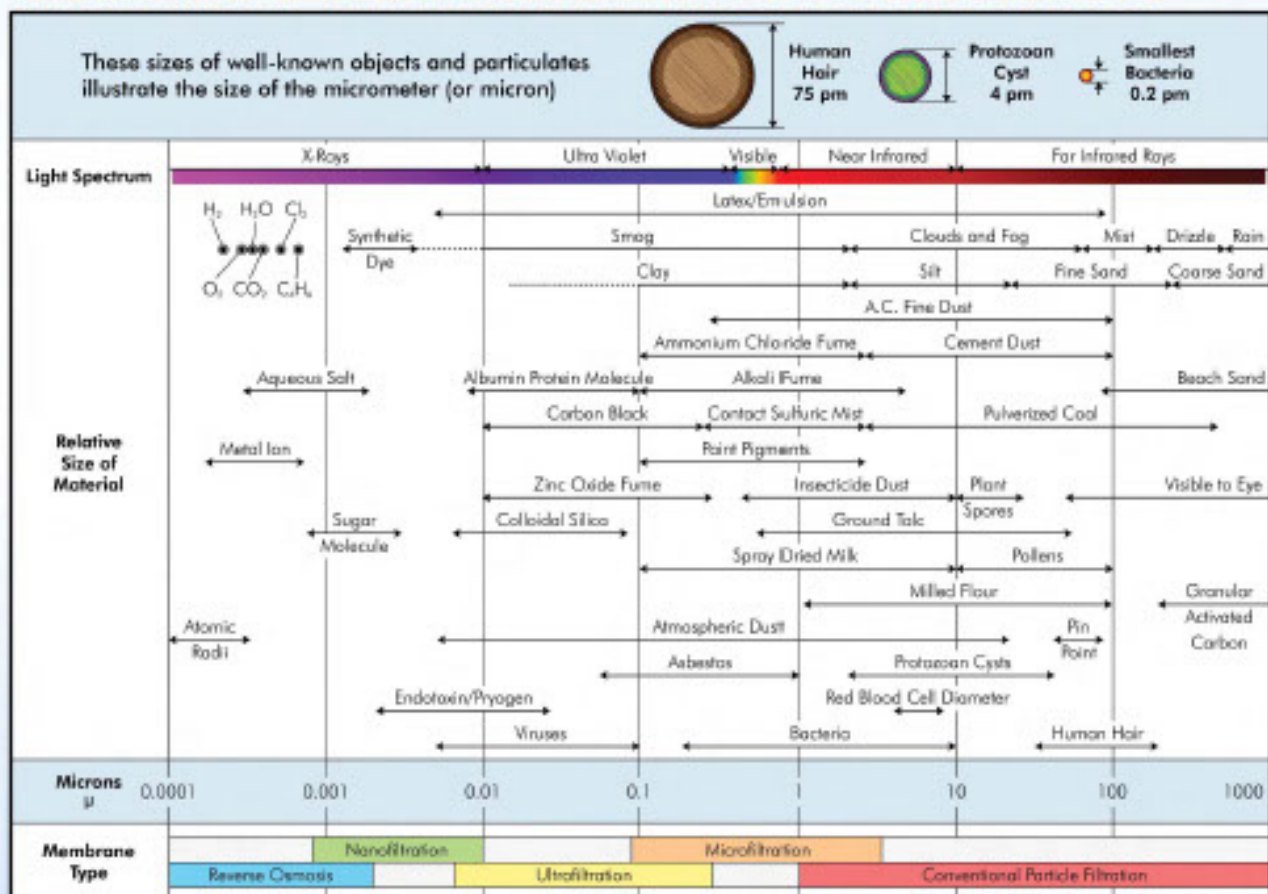 These sizes of well-known objects and particulates
illustrate the size of the micrometer (or micron)
Human
Hair
75 pm
Protozoan
Cyst
4 pm
Smallest
Bacteria
0.2 pm
Light Spectrum
X-Rays Ultra Violet Visible Near Infrared Far Infrared Rays
Latex/Emulsion
H₂ H₂O Cl₂
Synthetic
Dye
Smog Clouds and Fog Mist Drizzle Rain
O₂ CO₂
Clay Silt Fine Sand Coarse Sand
A.C. Fine Dust
Ammonium Chloride Fume Cement Dust
Aqueous Salt Albumin Protein Molecule Alkali Fume Beach Sand
Carbon Black Contact Sulfuric Mist Pulverized Coal
Relative
Size of
Material
Metal Ion Paint Pigments
Zinc Oxide Fume Insecticide Dust Plant
Spores
Visible to Eye
Sugar
Molecule
Colloidal Silica Ground Talc
Spray Dried Milk Pollens
Milled Flour Granular
Activated
Carbon
Atomic
Radii
Atmospheric Dust Pin
Point
Asbestos Protozoan Cysts
Endotoxin/Pryogen Red Blood Cell Diameter
Viruses Bacteria Human Hair
Microns
μ
0.0001 0.001 0.01 0.1 1 10 100 1000
Membrane
Type
Nanofiltration Microfiltration
Reverse Osmosis Ultrafiltration Conventional Particle Filtration